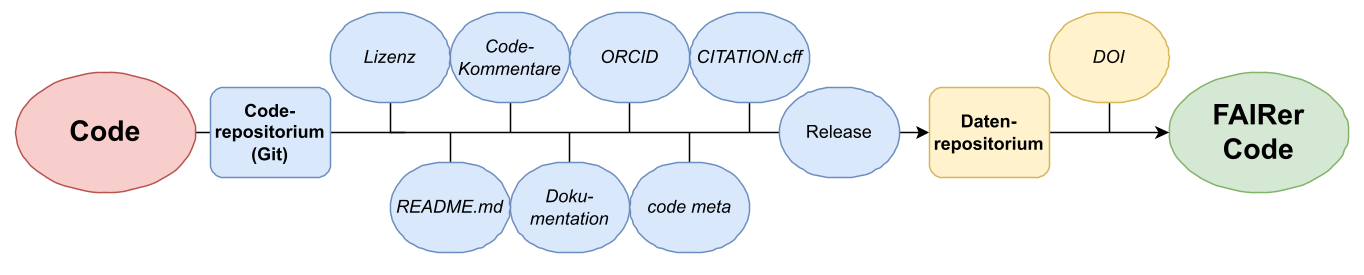 Code
Code-
repositorium
(Git)
Lizenz
Code-
Kommentare
ORCID
CITATION.cff
README.md
Doku-
mentation
code meta
Release
Daten-
repositorium
DOI
FAIRer
Code